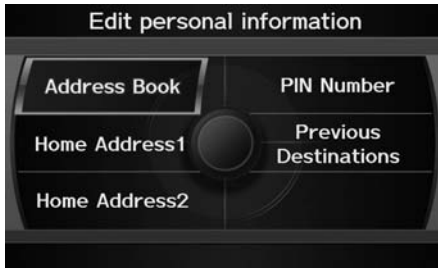 Edit personal information
Address Book
PIN Number
Home Address1
Previous
Destinations
Home Address2